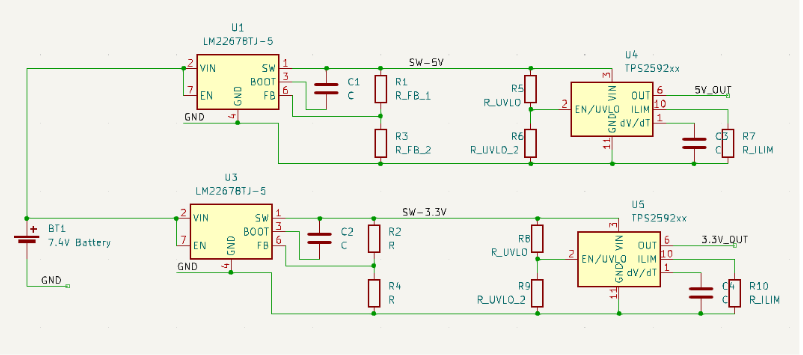 U1
LM22678TJ-5
2 VIN SW 1
BOOT 3
7 EN FB 6
GND
4
GND
C1
C
R1
R_FB_1
R3
R_FB_2
SW-5V
R5
R_UVLO
R6
R_UVLO_2
U4
TPS2592xx
3
VIN
OUT 6
2 EN/UVLO ILIM 10
dV/dT 1
GND
11
5V_OUT
C3
C
R7
R_ILIM
U3
LM22678TJ-5
2 VIN SW 1
BOOT 3
7 EN FB 6
GND
4
GND
BT1
7.4V Battery
+
GND
C2
C
R2
R
R4
R
SW-3.3V
R8
R_UVLO
R9
R_UVLO_2
U5
TPS2592xx
3
VIN
OUT 6
2 EN/UVLO ILIM 10
dV/dT 1
GND
11
3.3V_OUT
C4
C
R10
R_ILIM